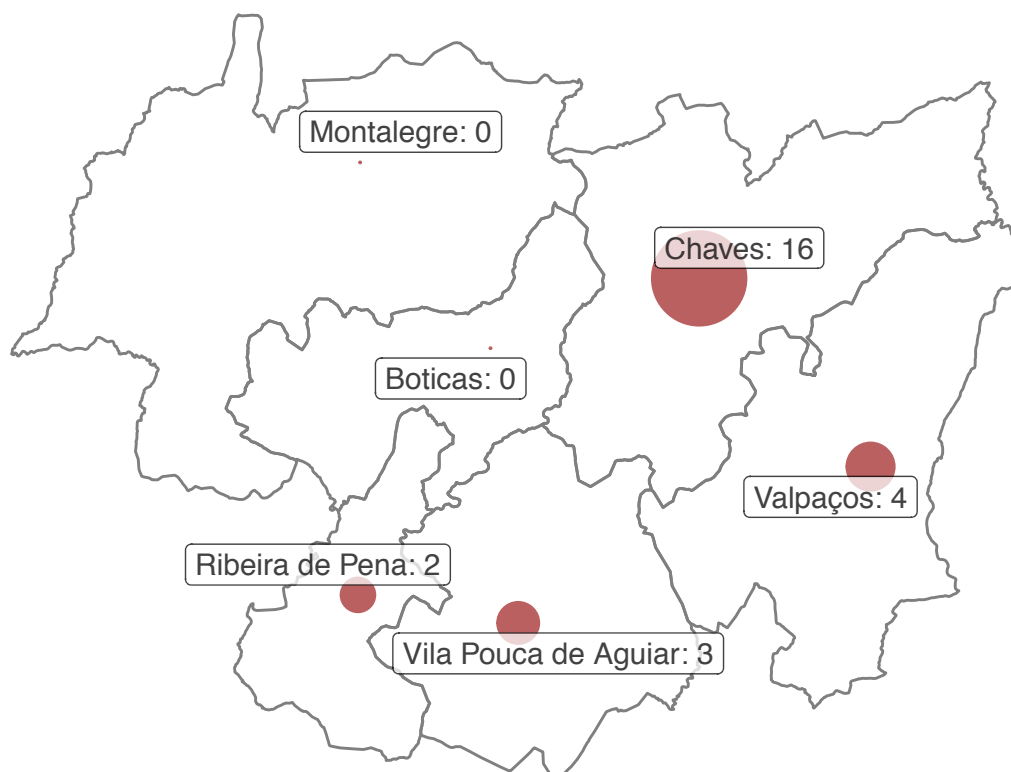 Montalegre: 0
Chaves: 16
Boticas: 0
Valpaços: 4
Ribeira de Pena: 2
Vila Pouca de Aguiar: 3